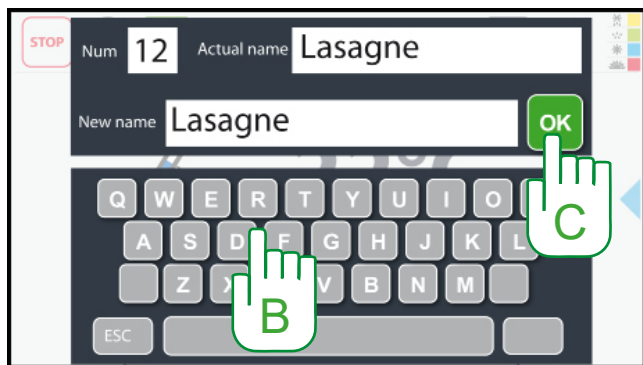 STOP
Num 12 Actual name Lasagne
New name Lasagne OK
Q W E R T Y U I O
A S D F G H J K L
Z V B N M
ESC
B
C